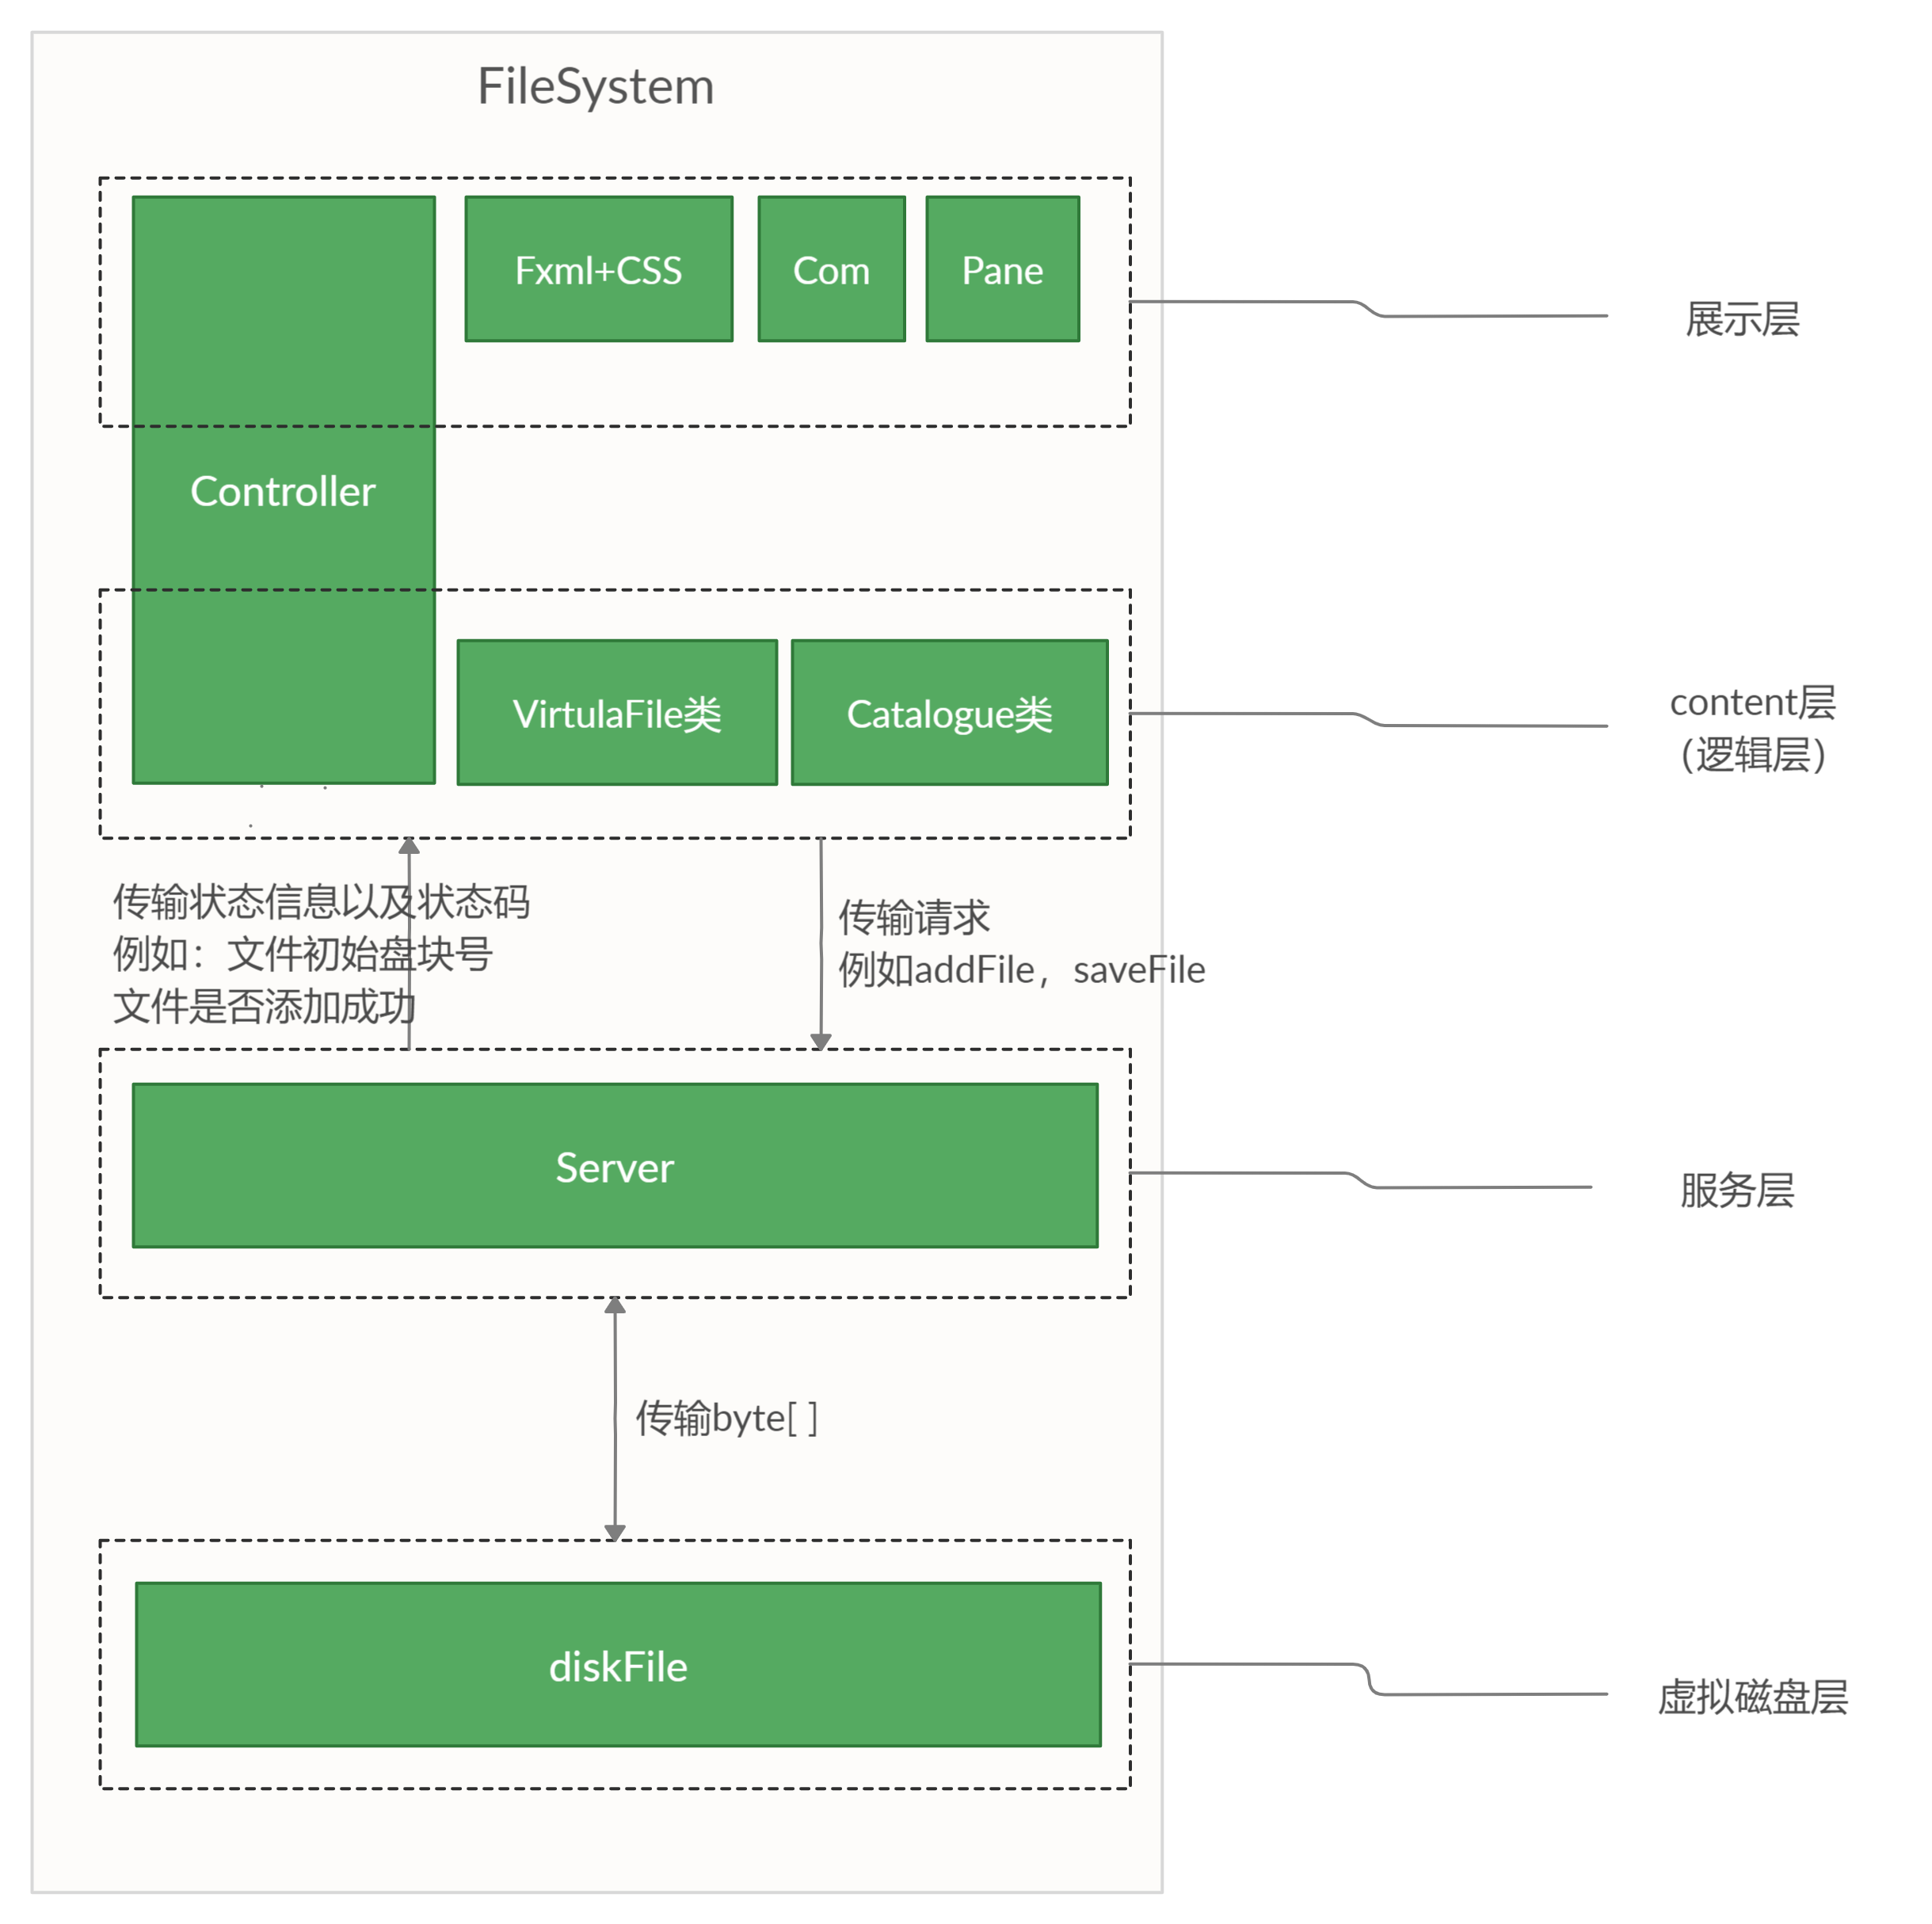 FileSystem
Fxml+CSS
Com
Pane
展示层
Controller
VirtulaFile类
Catalogue类
content层
（逻辑层）
传输状态信息以及状态码
例如：文件初始盘块号
文件是否添加成功
传输请求
例如addFile，saveFile
Server
服务层
传输byte[ ]
diskFile
虚拟磁盘层